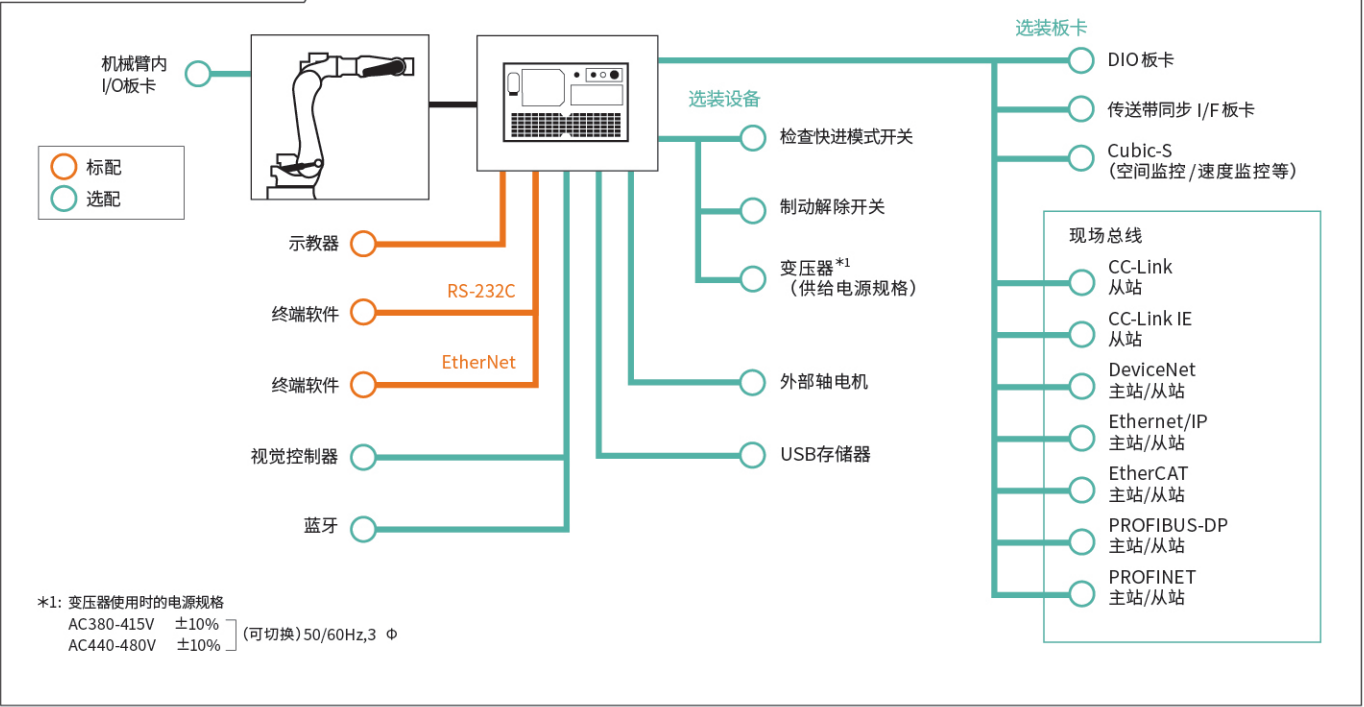 机械臂内
I/O板卡
标配
选配
示教器
RS-232C
终端软件
EtherNet
终端软件
视觉控制器
蓝牙
选装设备
检查快进模式开关
制动解除开关
变压器*1
（供给电源规格）
外部轴电机
USB存储器
选装板卡
DIO板卡
传送带同步 I/F 板卡
Cubic-S
（空间监控/速度监控等）
现场总线
CC-Link
从站
CC-Link IE
从站
DeviceNet
主站/从站
Ethernet/IP
主站/从站
EtherCAT
主站/从站
PROFIBUS-DP
主站/从站
PROFINET
主站/从站
*1: 变压器使用时的电源规格
AC380-415V ±10%
AC440-480V ±10%
(可切换) 50/60Hz,3 Φ